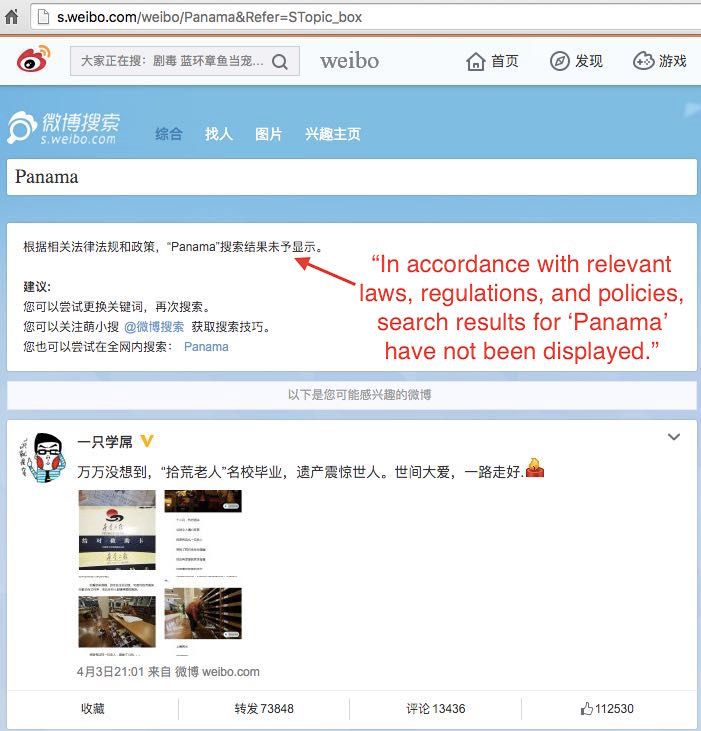 s.weibo.com/weibo/Panama&Refer=STopic_box
大家正在搜：剧毒 蓝环章鱼当宠... weibo 首页 发现 游戏
微博搜索
s.weibo.com
综合 找人 图片 兴趣主页
Panama
根据相关法律法规和政策，“Panama”搜索结果未予显示。
“In accordance with relevant
laws, regulations, and policies,
search results for ‘Panama’
have not been displayed.”
建议：
您可以尝试更换关键词，再次搜索。
您可以关注萌小搜 @微博搜索 获取搜索技巧。
您也可以尝试在全网内搜索： Panama
以下是您可能感兴趣的微博
一只学屌
万万没想到，“拾荒老人”名校毕业，遗产震惊世人。世间大爱，一路走好.
结对救助卡
4月3日21:01 来自 微博 weibo.com
收藏 转发 73848 评论 13436 112530